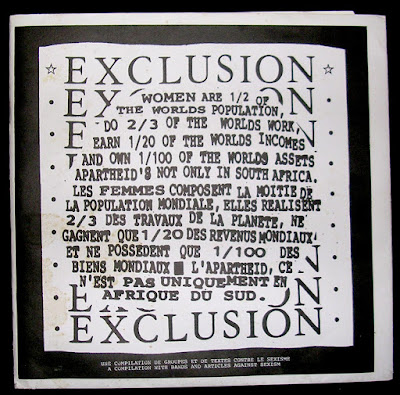 ☆EXCLUSION☆
WOMEN ARE 1/2 OF
THE WORLDS POPULATION,
DO 2/3 OF THE WORLDS WORK,
EARN 1/20 OF THE WORLDS INCOMES
AND OWN 1/100 OF THE WORLDS ASSETS
APARTHEID'S NOT ONLY IN SOUTH AFRICA.
LES FEMMES COMPOSENT LA MOITIE DE
LA POPULATION MONDIALE, ELLES REALISENT
2/3 DES TRAVAUX DE LA PLANETE, NE
GAGNENT QUE 1/20 DES REVENUS MONDIAUX
ET NE POSSEDENT QUE 1/100 DES
BIENS MONDIAUX ■ L'APARTHEID, CE
N'EST PAS UNIQUEMENT EN
AFRIQUE DU SUD.
EXCLUSION
UNE COMPILATION DE GROUPES ET DE TEXTES CONTRE LE SEXISME
A COMPILATION WITH BANDS AND ARTICLES AGAINST SEXISM